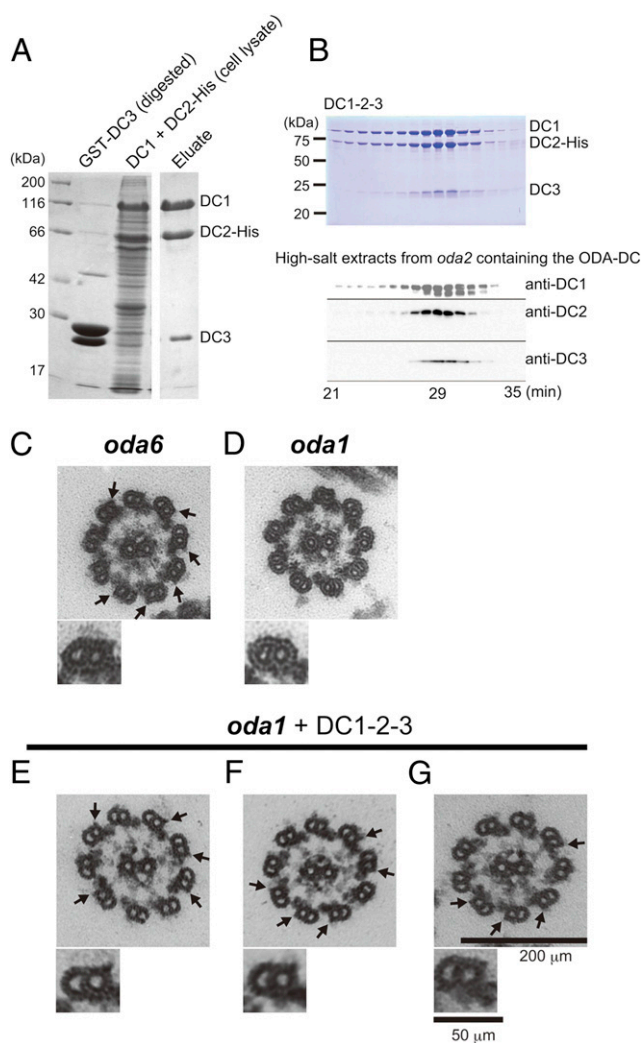 A
GST-DC3 (digested)
DC1 + DC2-His (cell lysate)
Eluate
(kDa)
200
116
66
42
30
17
DC1
DC2-His
DC3
B
DC1-2-3
(kDa)
75
50
25
20
DC1
DC2-His
DC3
High-salt extracts from oda2 containing the ODA-DC
anti-DC1
anti-DC2
anti-DC3
21 29 35 (min)
C oda6
D oda1
oda1 + DC1-2-3
E
F
G
200 μm
50 μm